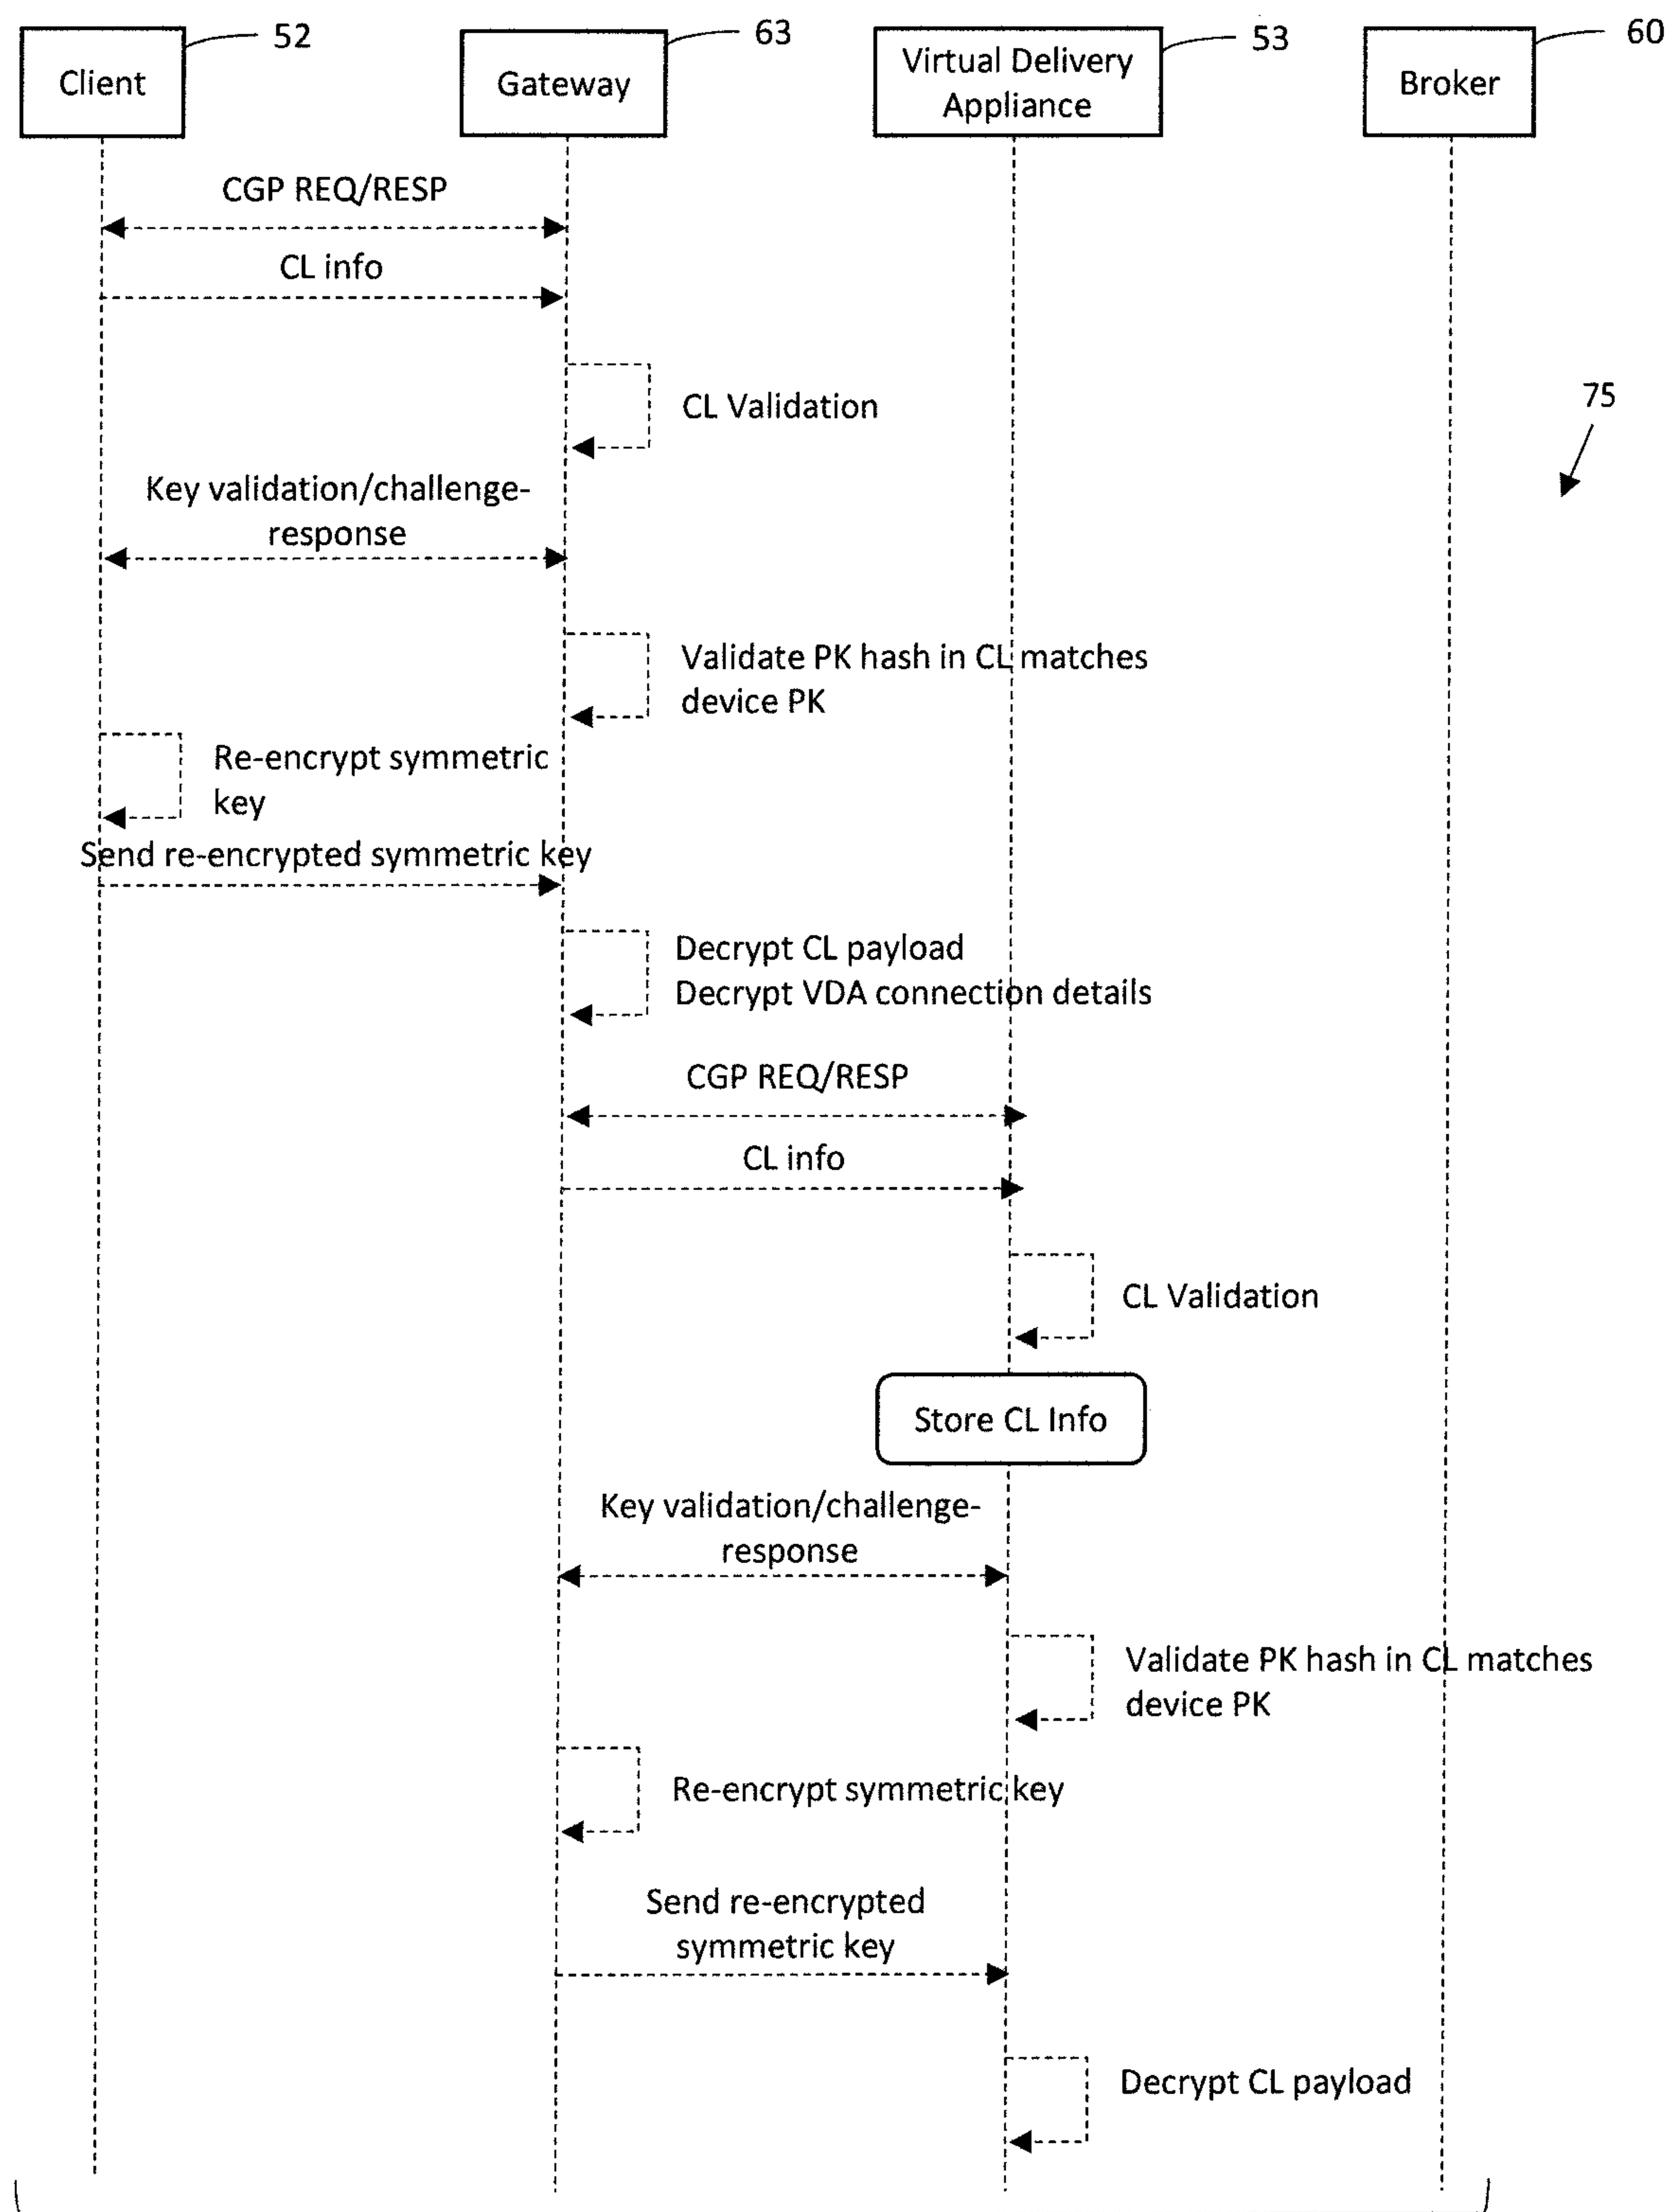 52
63
53
60
Client
Gateway
Virtual Delivery
Appliance
Broker
CGP REQ/RESP
CL info
CL Validation
75
Key validation/challenge-
response
Validate PK hash in CL matches
device PK
Re-encrypt symmetric
key
Send re-encrypted symmetric key
Decrypt CL payload
Decrypt VDA connection details
CGP REQ/RESP
CL info
CL Validation
Store CL Info
Key validation/challenge-
response
Validate PK hash in CL matches
device PK
Re-encrypt symmetric key
Send re-encrypted
symmetric key
Decrypt CL payload